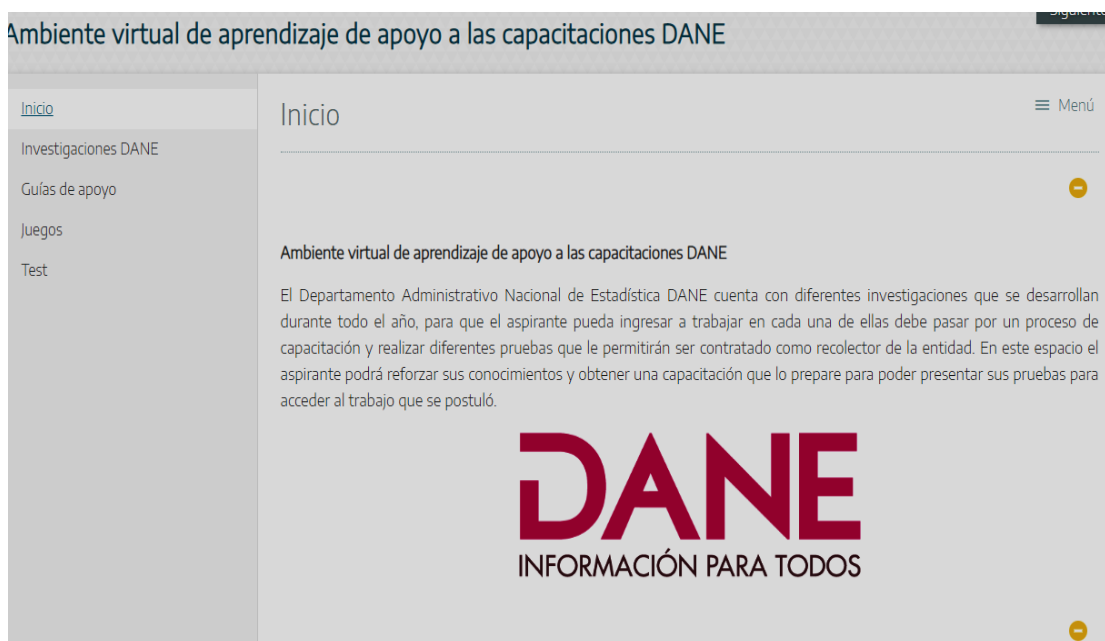 Siguiente
Ambiente virtual de aprendizaje de apoyo a las capacitaciones DANE
Inicio
Investigaciones DANE
Guías de apoyo
Juegos
Test
Inicio
Menú
Ambiente virtual de aprendizaje de apoyo a las capacitaciones DANE
El Departamento Administrativo Nacional de Estadística DANE cuenta con diferentes investigaciones que se desarrollan
durante todo el año, para que el aspirante pueda ingresar a trabajar en cada una de ellas debe pasar por un proceso de
capacitación y realizar diferentes pruebas que le permitirán ser contratado como recolector de la entidad. En este espacio el
aspirante podrá reforzar sus conocimientos y obtener una capacitación que lo prepare para poder presentar sus pruebas para
acceder al trabajo que se postuló.
DANE
INFORMACIÓN PARA TODOS